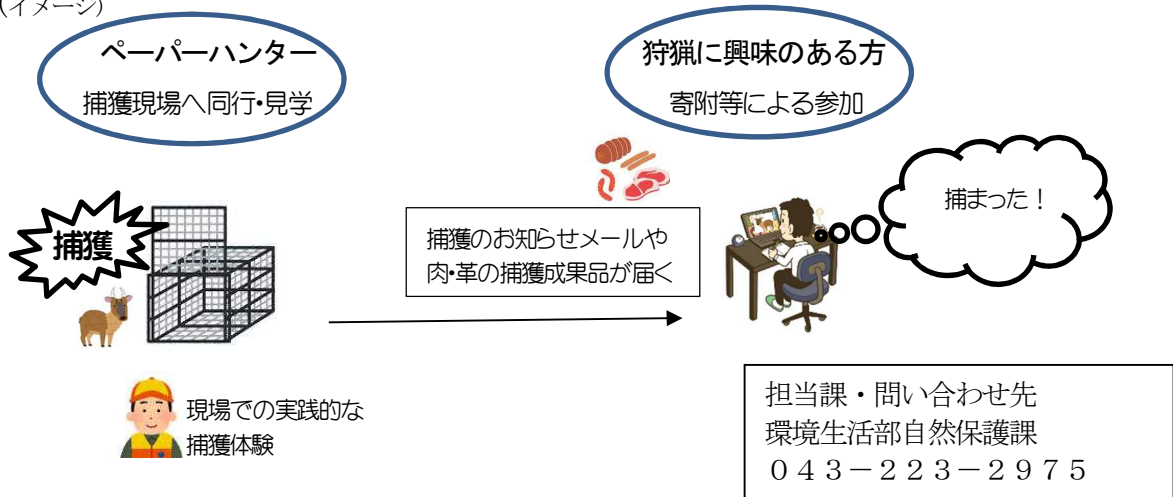 （イメージ）
ペーパーハンター
捕獲現場へ同行・見学
狩猟に興味のある方
寄附等による参加
捕獲
捕獲のお知らせメールや
肉・革の捕獲成果品が届く
捕まった！
現場での実践的な
捕獲体験
担当課・問い合わせ先
環境生活部自然保護課
０４３－２２３－２９７５